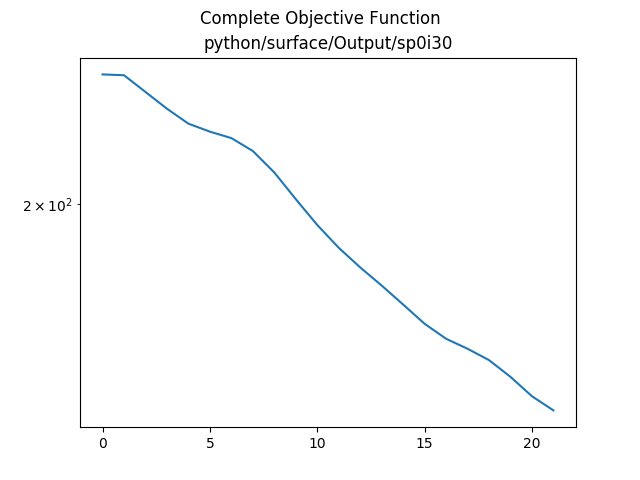 Complete Objective Function
python/surface/Output/sp0i30
2 × 10²
0 5 10 15 20